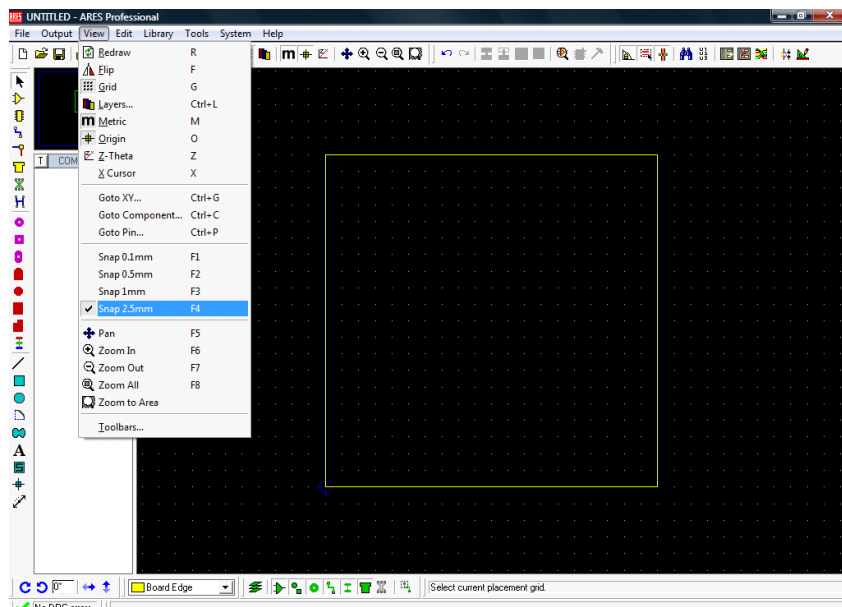 UNTITLED - ARES Professional
File Output View Edit Library Tools System Help
Redraw R
Flip F
Grid G
Layers... Ctrl+L
m Metric M
Origin O
Z-Theta Z
X Cursor X
Goto XY... Ctrl+G
Goto Component... Ctrl+C
Goto Pin... Ctrl+P
Snap 0.1mm F1
Snap 0.5mm F2
Snap 1mm F3
Snap 2.5mm F4
Pan F5
Zoom In F6
Zoom Out F7
Zoom All F8
Zoom to Area
Toolbars...
m
T COM
A
S
0° Board Edge Select current placement grid.
No DRC errors